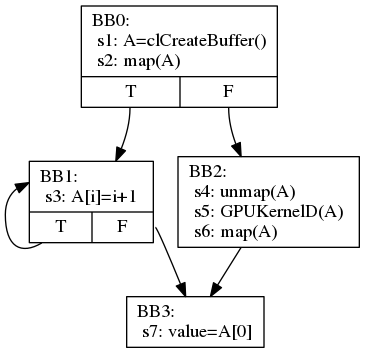 BB0:
s1: A=clCreateBuffer()
s2: map(A)
T F
BB1:
s3: A[i]=i+1
T F
BB2:
s4: unmap(A)
s5: GPUKernelD(A)
s6: map(A)
BB3:
s7: value=A[0]